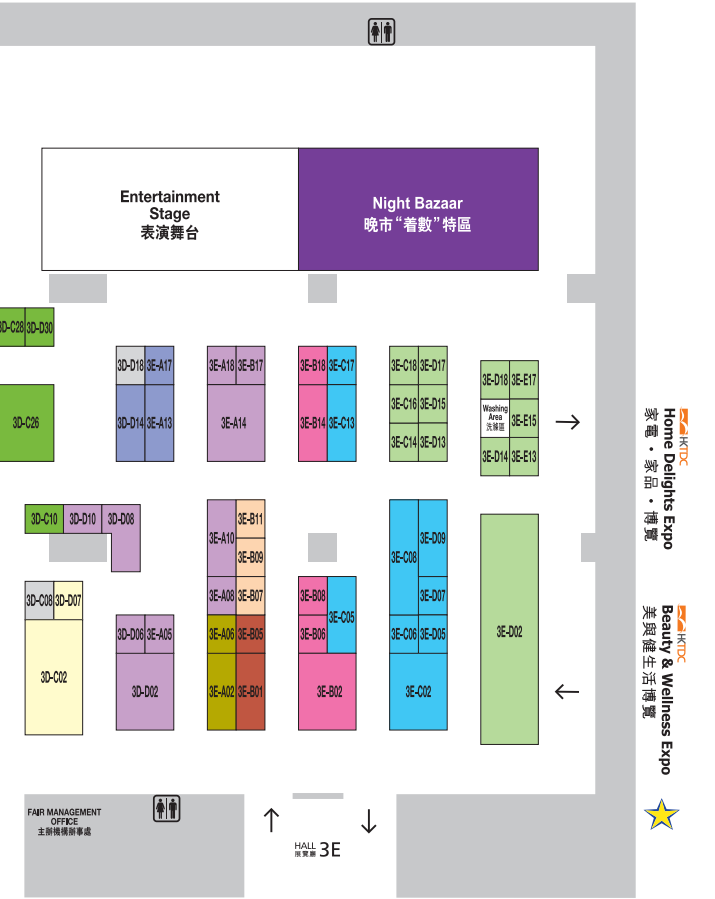 Entertainment
Stage
表演舞台
Night Bazaar
晚市“着數”特區
3D-C28 3D-D30
3D-D18 3E-A17
3E-A18 3E-B17
3E-B18 3E-C17
3E-C18 3E-D17
3E-D18 3E-E17
3D-C26
3D-D14 3E-A13
3E-A14
3E-B14 3E-C13
3E-C16 3E-D15
3E-C14 3E-D13
Washing
Area
洗滌區
3E-E15
3E-D14 3E-E13
HKTDC
Home Delights Expo
家電・家品・博覽
3D-C10 3D-D10 3D-D08
3E-A10
3E-B11
3E-B09
3E-C08
3E-D09
3D-C08 3D-D07
3E-A08 3E-B07
3E-B08
3E-C05
3E-D07
3D-D06 3E-A05
3E-A06 3E-B05
3E-B06
3E-C06 3E-D05
3E-D02
3D-C02
3D-D02
3E-A02 3E-B01
3E-B02
3E-C02
HKTDC
Beauty & Wellness Expo
美與健生活博覽
FAIR MANAGEMENT
OFFICE
主辦機構辦事處
HALL
展覽廳 3E